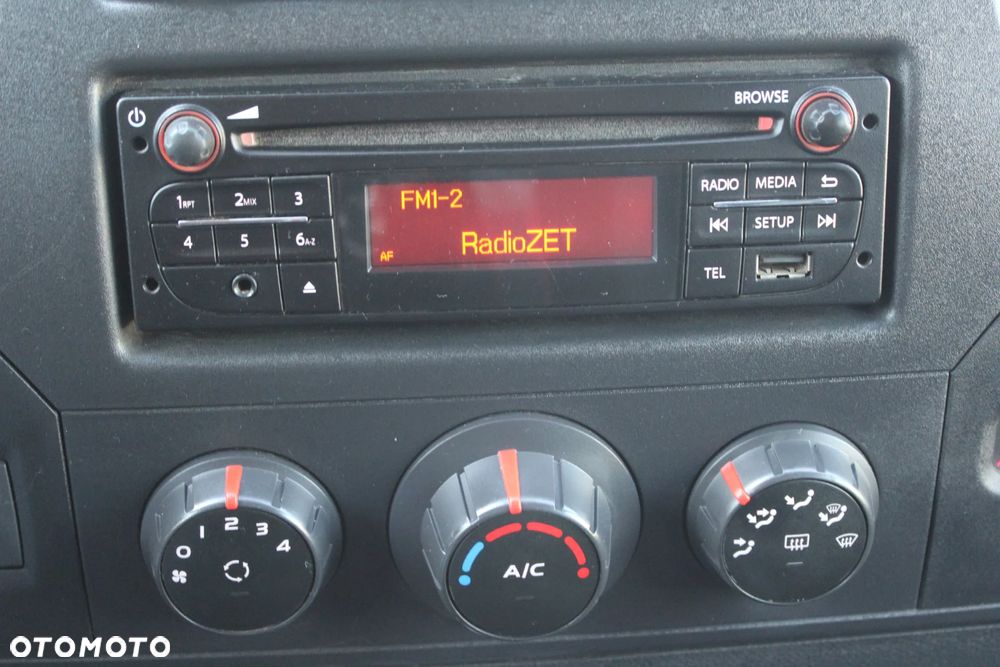 BROWSE
1RPT 2MIX 3
4 5 6A-Z
FM1-2
RadioZET
AF
RADIO MEDIA
SETUP
TEL
0 1 2 3 4
A/C
OTOMOTO